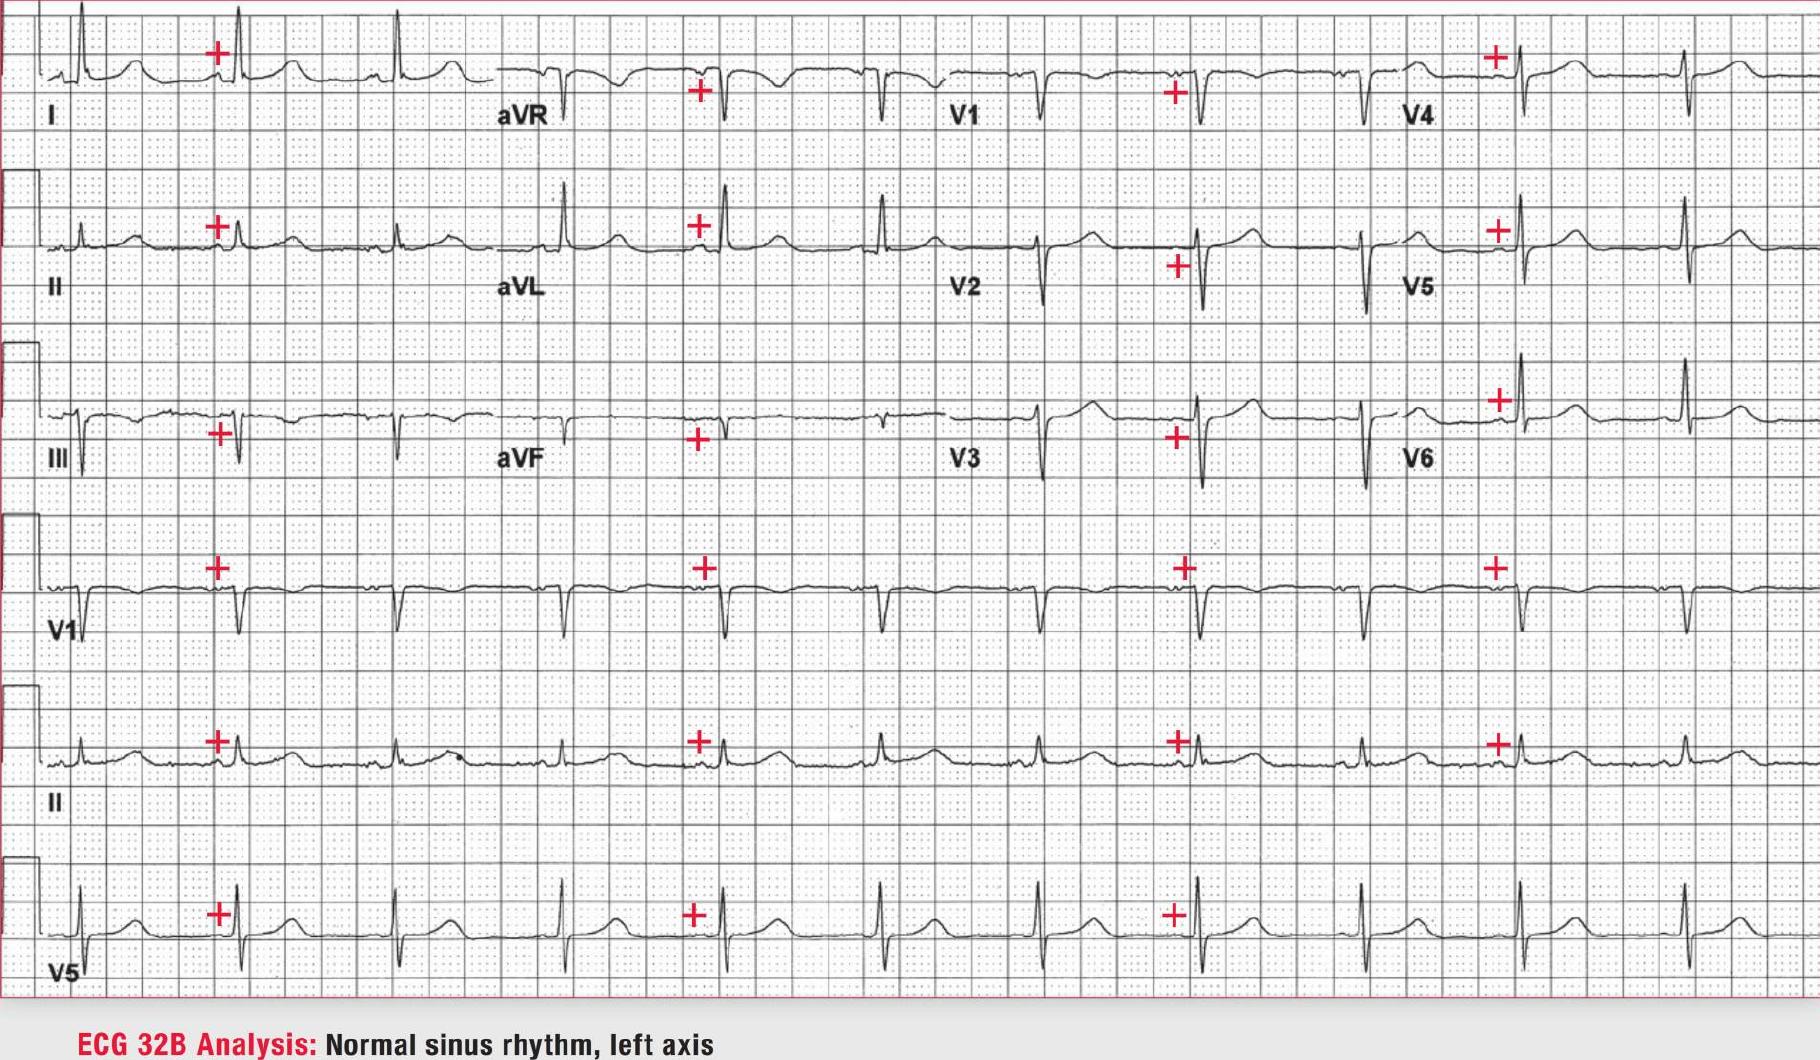 I aVR V1 V4
II aVL V2 V5
III aVF V3 V6
V1
II
V5
ECG 32B Analysis: Normal sinus rhythm, left axis